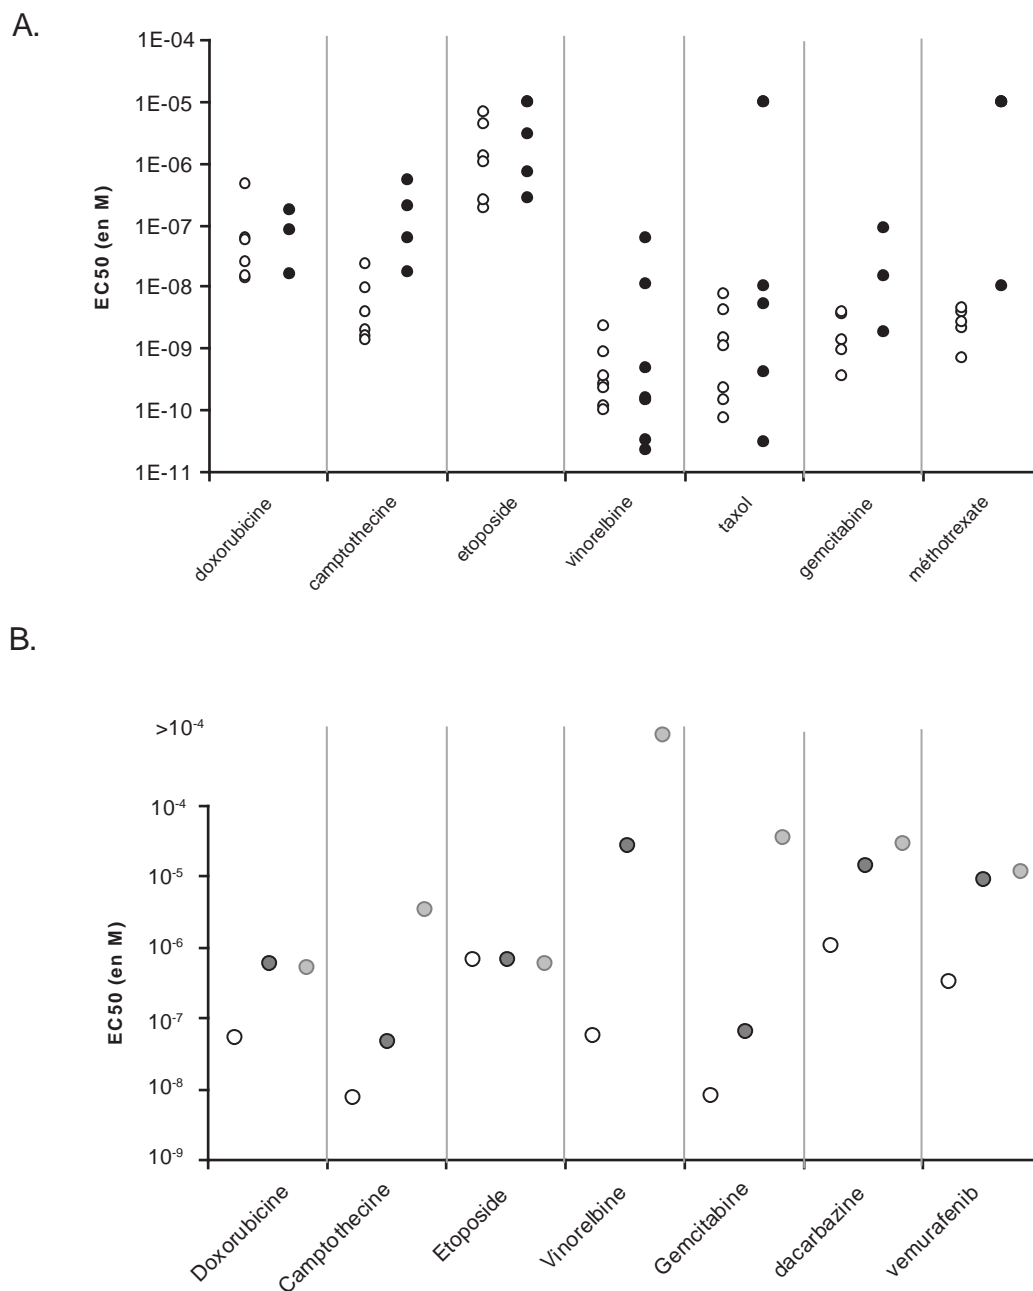 A.
1E-04
1E-05
1E-06
1E-07
1E-08
1E-09
1E-10
1E-11
EC50 (en M)
doxorubicine
camptothecine
etoposide
vinorelbine
taxol
gemcitabine
méthotrexate
B.
>10⁻⁴
10⁻⁴
10⁻⁵
10⁻⁶
10⁻⁷
10⁻⁸
10⁻⁹
EC50 (en M)
Doxorubicine
Camptothecine
Etoposide
Vinorelbine
Gemcitabine
dacarbazine
vemurafenib